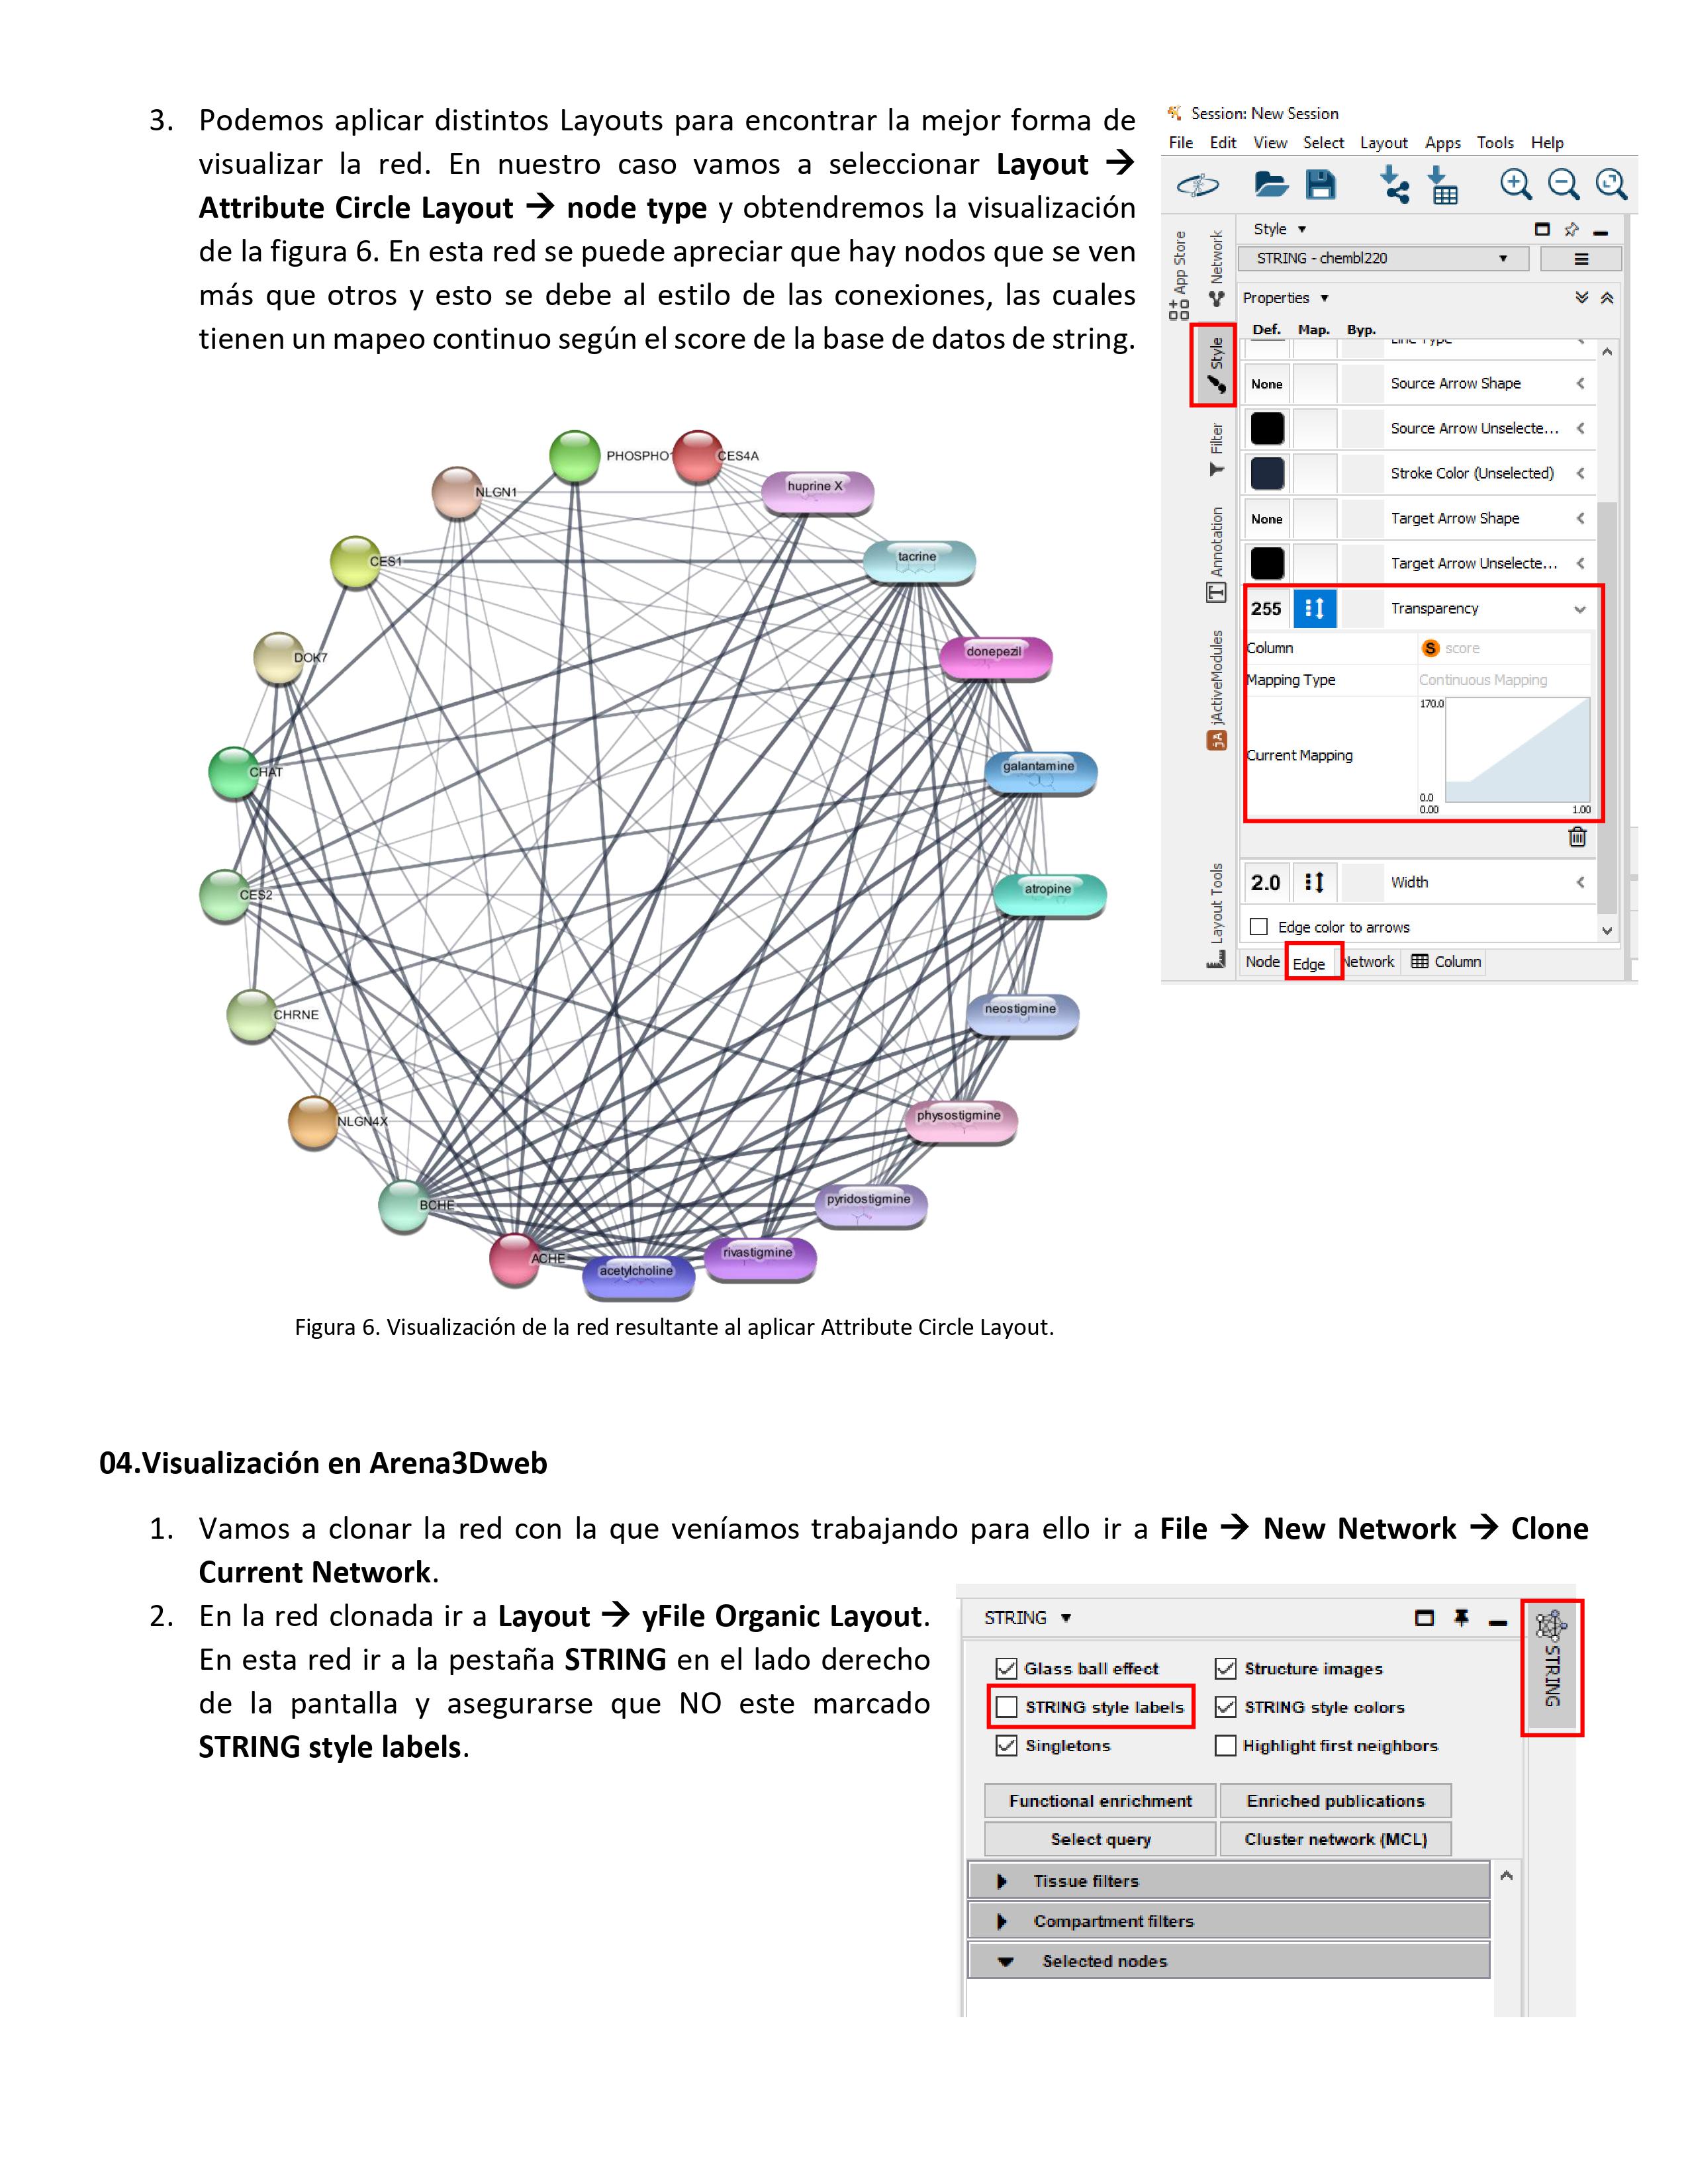 3. Podemos aplicar distintos Layouts para encontrar la mejor forma de
visualizar la red. En nuestro caso vamos a seleccionar Layout →
Attribute Circle Layout → node type y obtendremos la visualización
de la figura 6. En esta red se puede apreciar que hay nodos que se ven
más que otros y esto se debe al estilo de las conexiones, las cuales
tienen un mapeo continuo según el score de la base de datos de string.
Session: New Session
File Edit View Select Layout Apps Tools Help
App Store
Network
Style
Filter
Annotation
jActiveModules
Layout Tools
Style
STRING - chembl220
Properties
Def. Map. Byp.
Line Type
None Source Arrow Shape
Source Arrow Unselecte...
Stroke Color (Unselected)
None Target Arrow Shape
Target Arrow Unselecte...
255 Transparency
Column S score
Mapping Type Continuous Mapping
170.0
Current Mapping
0.0
0.00 1.00
2.0 Width
Edge color to arrows
Node Edge Network Column
PHOSPHO1
CES4A
huprine X
NLGN1
tacrine
CES1
donepezil
DOK7
galantamine
CHAT
atropine
CES2
neostigmine
CHRNE
physostigmine
NLGN4X
pyridostigmine
BCHE
rivastigmine
ACHE
acetylcholine
Figura 6. Visualización de la red resultante al aplicar Attribute Circle Layout.
04.Visualización en Arena3Dweb
1. Vamos a clonar la red con la que veníamos trabajando para ello ir a File → New Network → Clone
Current Network.
2. En la red clonada ir a Layout → yFile Organic Layout.
En esta red ir a la pestaña STRING en el lado derecho
de la pantalla y asegurarse que NO este marcado
STRING style labels.
STRING
STRING
Glass ball effect Structure images
STRING style labels STRING style colors
Singletons Highlight first neighbors
Functional enrichment Enriched publications
Select query Cluster network (MCL)
Tissue filters
Compartment filters
Selected nodes